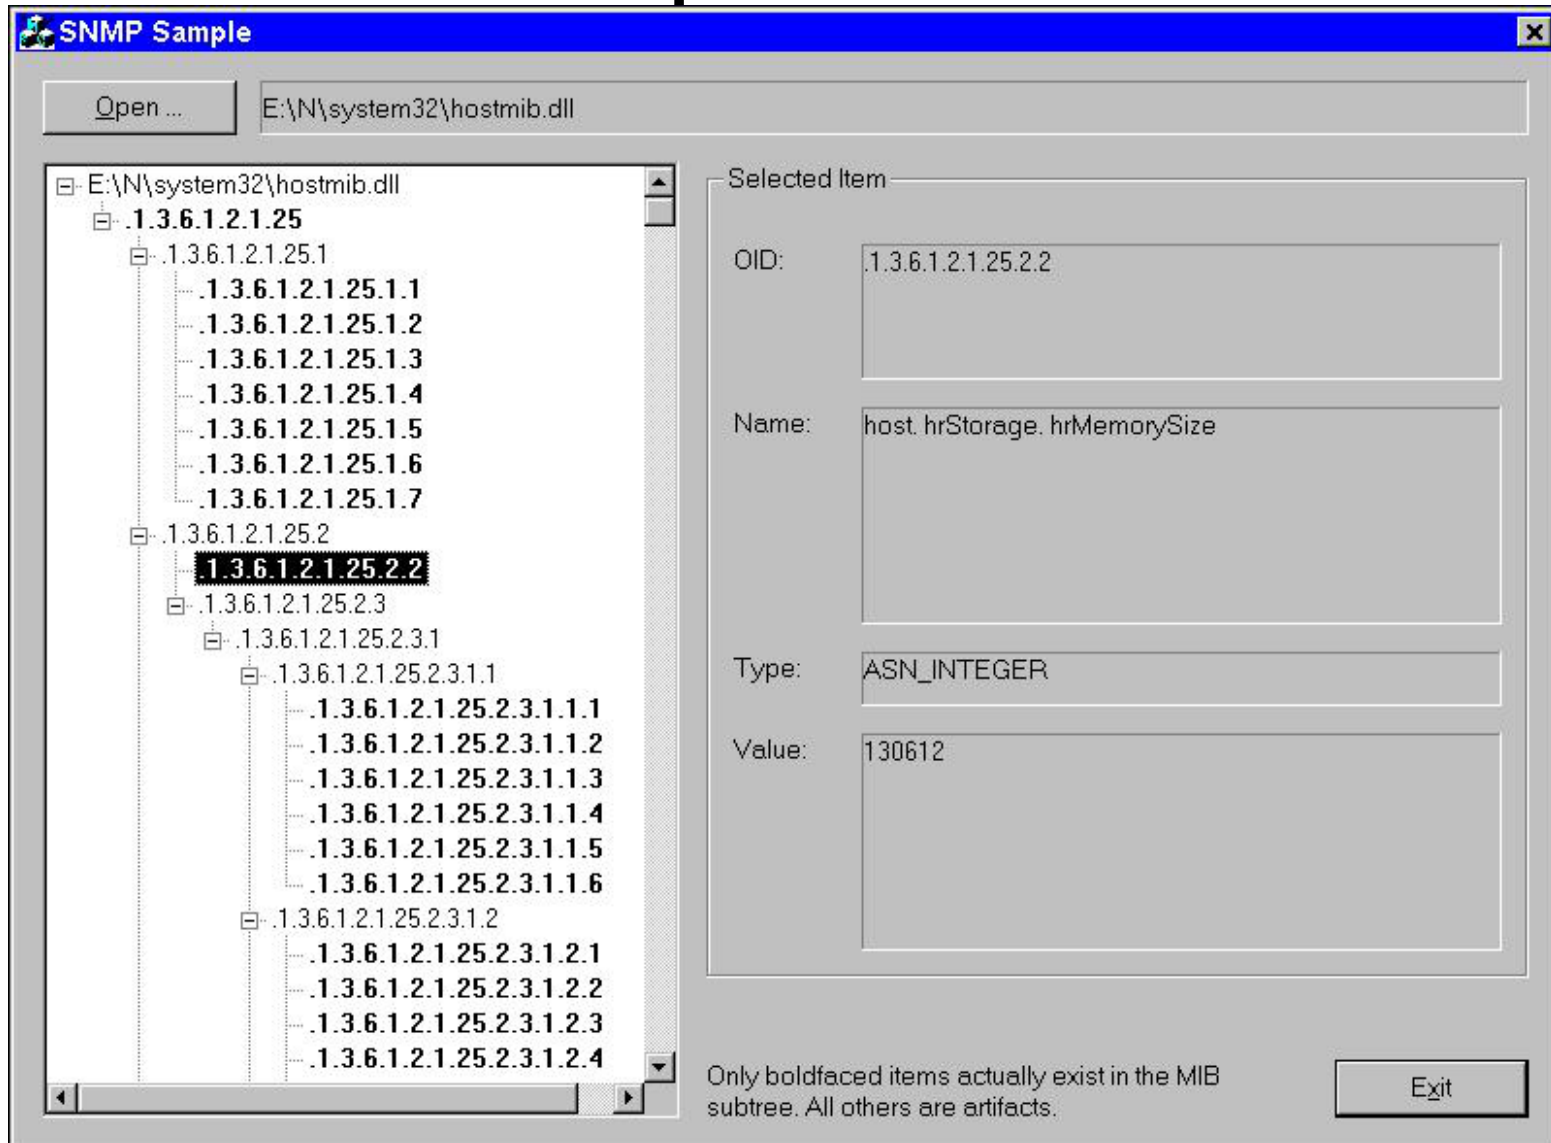 SNMP Sample
Open ...
E:\N\system32\hostmib.dll
E:\N\system32\hostmib.dll
.1.3.6.1.2.1.25
.1.3.6.1.2.1.25.1
.1.3.6.1.2.1.25.1.1
.1.3.6.1.2.1.25.1.2
.1.3.6.1.2.1.25.1.3
.1.3.6.1.2.1.25.1.4
.1.3.6.1.2.1.25.1.5
.1.3.6.1.2.1.25.1.6
.1.3.6.1.2.1.25.1.7
.1.3.6.1.2.1.25.2
.1.3.6.1.2.1.25.2.2
.1.3.6.1.2.1.25.2.3
.1.3.6.1.2.1.25.2.3.1
.1.3.6.1.2.1.25.2.3.1.1
.1.3.6.1.2.1.25.2.3.1.1.1
.1.3.6.1.2.1.25.2.3.1.1.2
.1.3.6.1.2.1.25.2.3.1.1.3
.1.3.6.1.2.1.25.2.3.1.1.4
.1.3.6.1.2.1.25.2.3.1.1.5
.1.3.6.1.2.1.25.2.3.1.1.6
.1.3.6.1.2.1.25.2.3.1.2
.1.3.6.1.2.1.25.2.3.1.2.1
.1.3.6.1.2.1.25.2.3.1.2.2
.1.3.6.1.2.1.25.2.3.1.2.3
.1.3.6.1.2.1.25.2.3.1.2.4
Selected Item
OID: .1.3.6.1.2.1.25.2.2
Name: host. hrStorage. hrMemorySize
Type: ASN_INTEGER
Value: 130612
Only boldfaced items actually exist in the MIB
subtree. All others are artifacts.
Exit